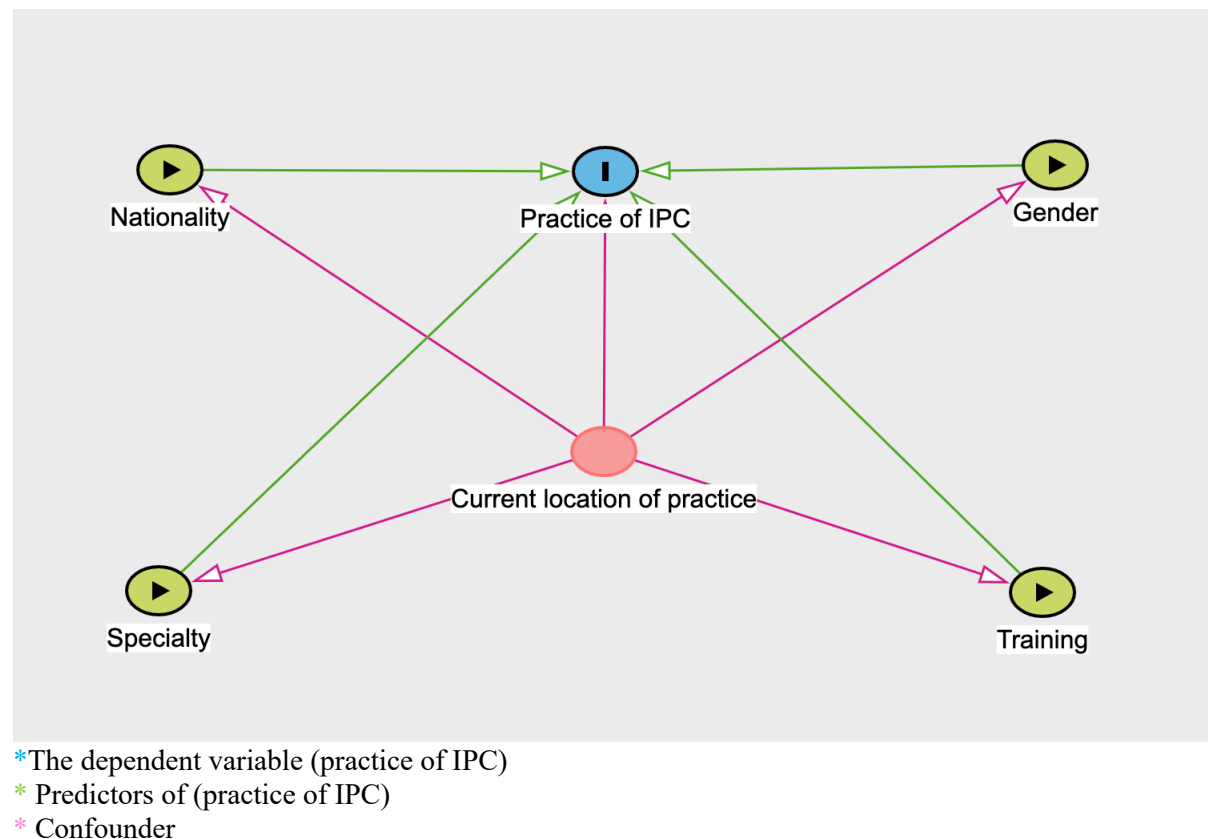 Nationality
Practice of IPC
Gender
Current location of practice
Specialty
Training
*The dependent variable (practice of IPC)
* Predictors of (practice of IPC)
* Confounder